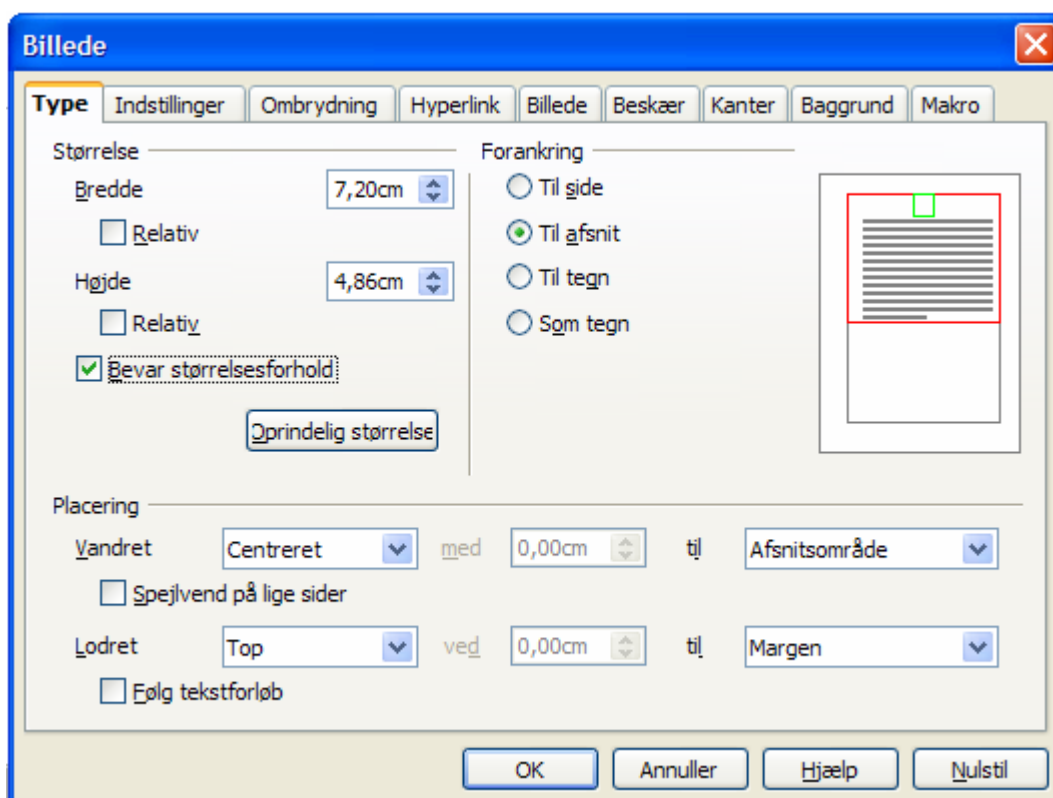 Billede
Type Indstillinger Ombrydning Hyperlink Billede Beskær Kanter Baggrund Makro
Størrelse
Bredde 7,20cm
Relativ
Højde 4,86cm
Relativ
Bevar størrelsesforhold
Oprindelig størrelse
Forankring
Til side
Til afsnit
Til tegn
Som tegn
Placering
Vandret Centreret med 0,00cm til Afsnitsområde
Spejlvend på lige sider
Lodret Top ved 0,00cm til Margen
Følg tekstforløb
OK Annuller Hjælp Nulstil